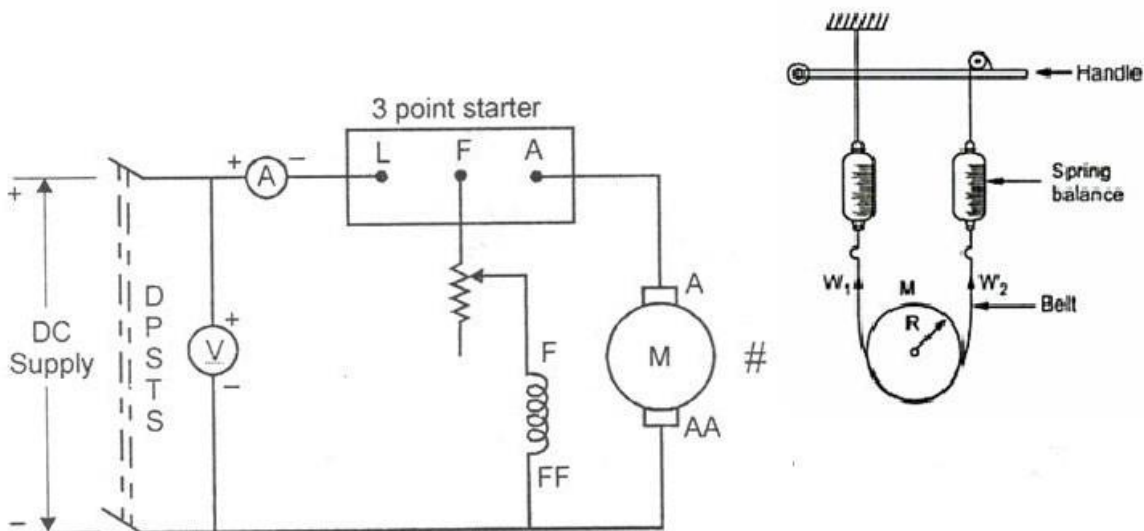 3 point starter
L F A
+ A −
+
DC
Supply
−
D
P
S
T
S
+
V
−
F
FF
A
M
AA
#
Handle
Spring
balance
W1 M W'2
R
Belt